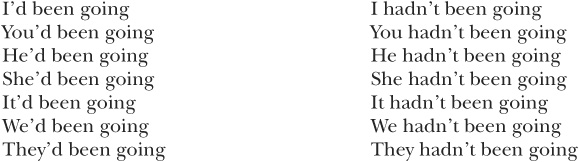 I’d been going I hadn’t been going
You’d been going You hadn’t been going
He’d been going He hadn’t been going
She’d been going She hadn’t been going
It’d been going It hadn’t been going
We’d been going We hadn’t been going
They’d been going They hadn’t been going